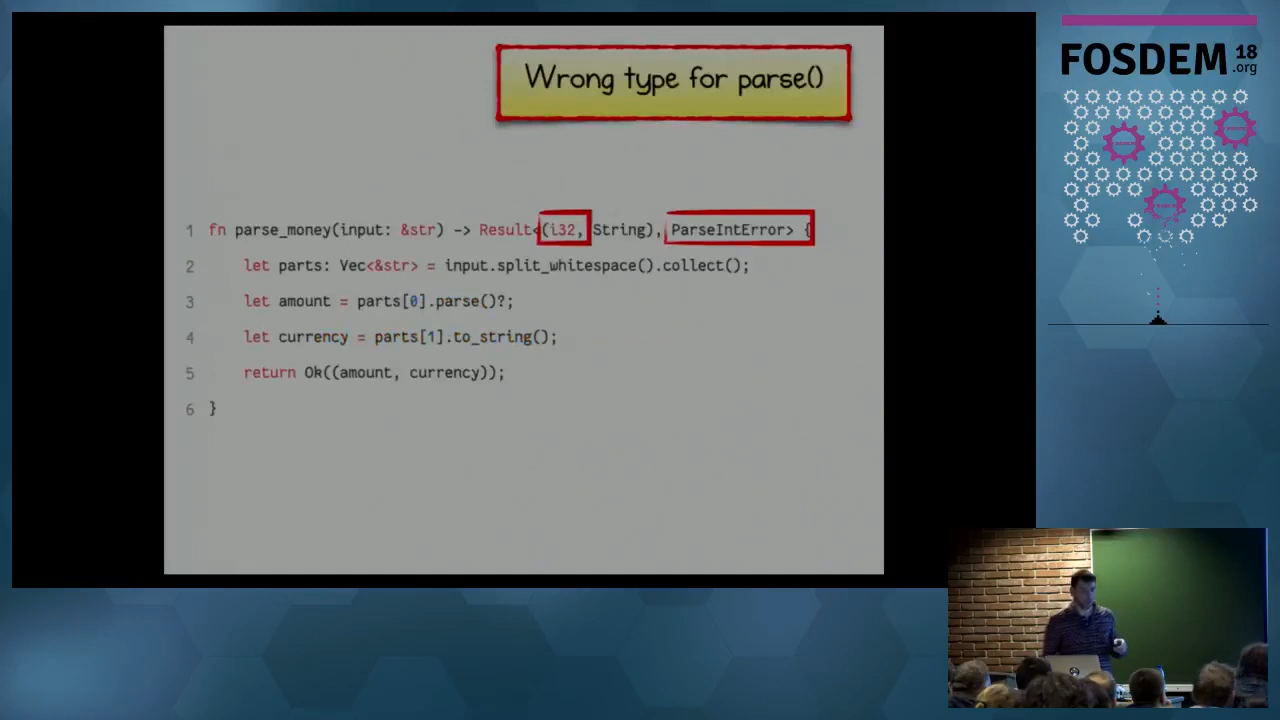 Wrong type for parse()
1 fn parse_money(input: &str) -> Result<(i32, String), ParseIntError> {
2 let parts: Vec<&str> = input.split_whitespace().collect();
3 let amount = parts[0].parse()?;
4 let currency = parts[1].to_string();
5 return Ok((amount, currency));
6 }
FOSDEM 18
.org